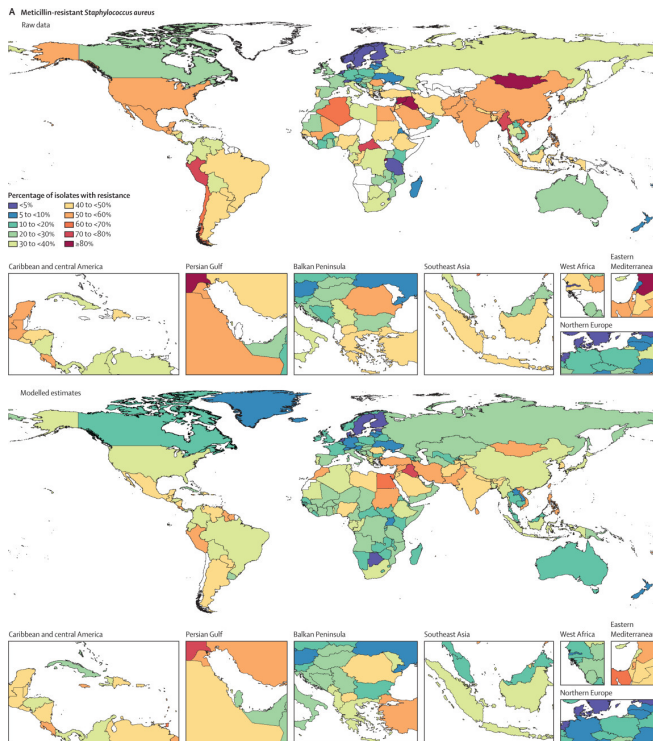 A Meticillin-resistant Staphylococcus aureus
Raw data
Percentage of isolates with resistance
<5%
5 to <10%
10 to <20%
20 to <30%
30 to <40%
40 to <50%
50 to <60%
60 to <70%
70 to <80%
≥80%
Caribbean and central America
Persian Gulf
Balkan Peninsula
Southeast Asia
West Africa
Eastern
Mediterranean
Northern Europe
Modelled estimates
Caribbean and central America
Persian Gulf
Balkan Peninsula
Southeast Asia
West Africa
Eastern
Mediterranean
Northern Europe